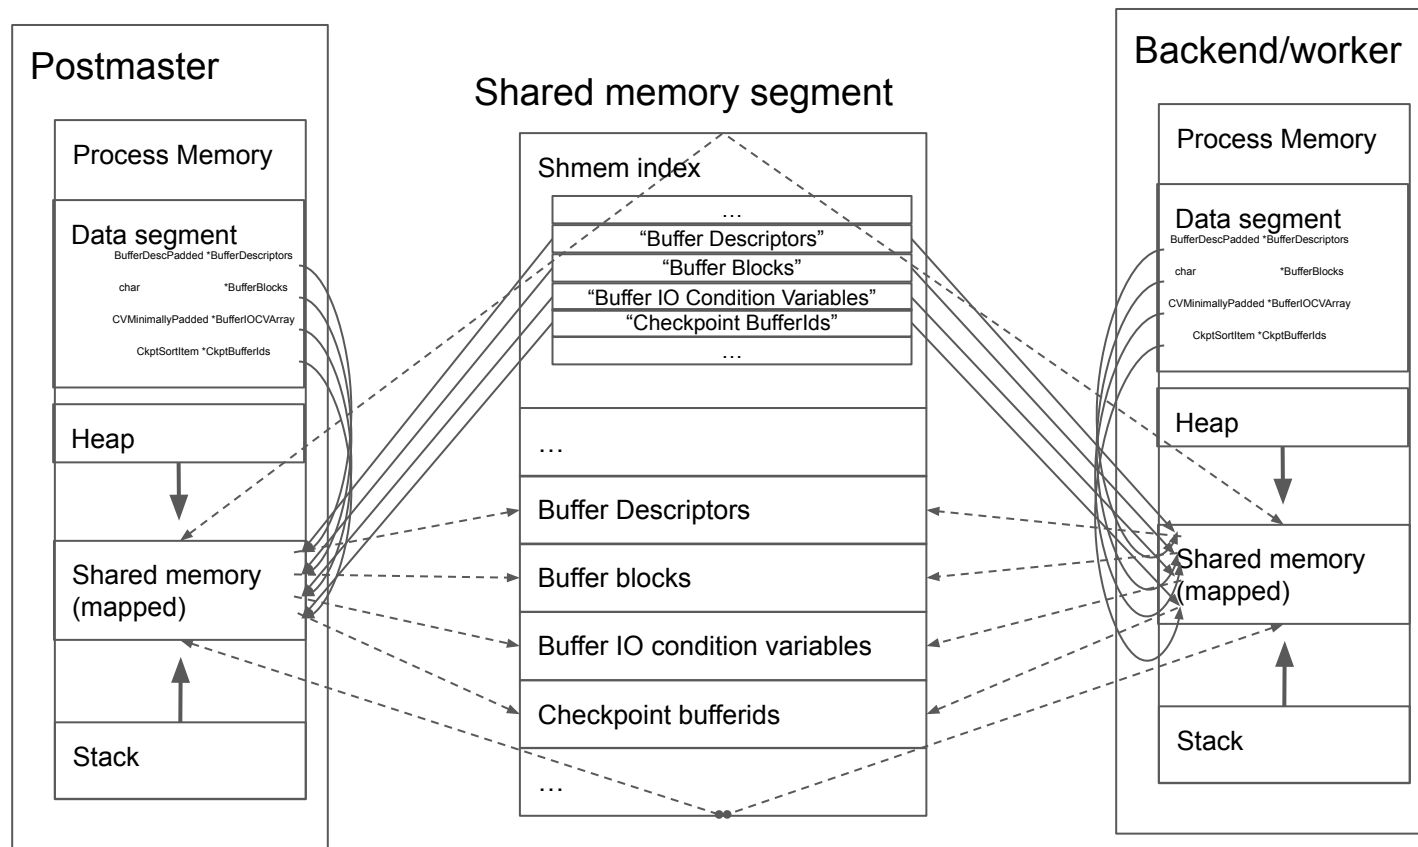 Postmaster
Process Memory
Data segment
BufferDescPadded *BufferDescriptors
char *BufferBlocks
CVMinimallyPadded *BufferIOCVArray
CkptSortItem *CkptBufferIds
Heap
Shared memory
(mapped)
Stack
Shared memory segment
Shmem index
…
“Buffer Descriptors”
“Buffer Blocks”
“Buffer IO Condition Variables”
“Checkpoint BufferIds”
…
…
Buffer Descriptors
Buffer blocks
Buffer IO condition variables
Checkpoint bufferids
…
Backend/worker
Process Memory
Data segment
BufferDescPadded *BufferDescriptors
char *BufferBlocks
CVMinimallyPadded *BufferIOCVArray
CkptSortItem *CkptBufferIds
Heap
Shared memory
(mapped)
Stack